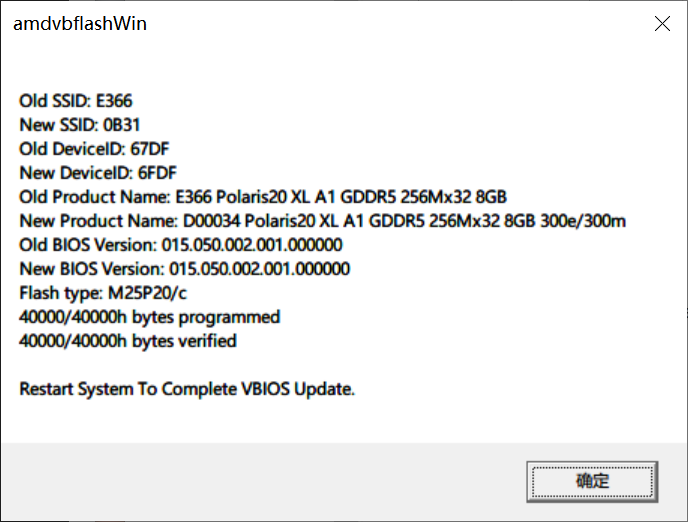 amdvbflashWin
Old SSID: E366
New SSID: 0B31
Old DeviceID: 67DF
New DeviceID: 6FDF
Old Product Name: E366 Polaris20 XL A1 GDDR5 256Mx32 8GB
New Product Name: D00034 Polaris20 XL A1 GDDR5 256Mx32 8GB 300e/300m
Old BIOS Version: 015.050.002.001.000000
New BIOS Version: 015.050.002.001.000000
Flash type: M25P20/c
40000/40000h bytes programmed
40000/40000h bytes verified
Restart System To Complete VBIOS Update.
确定